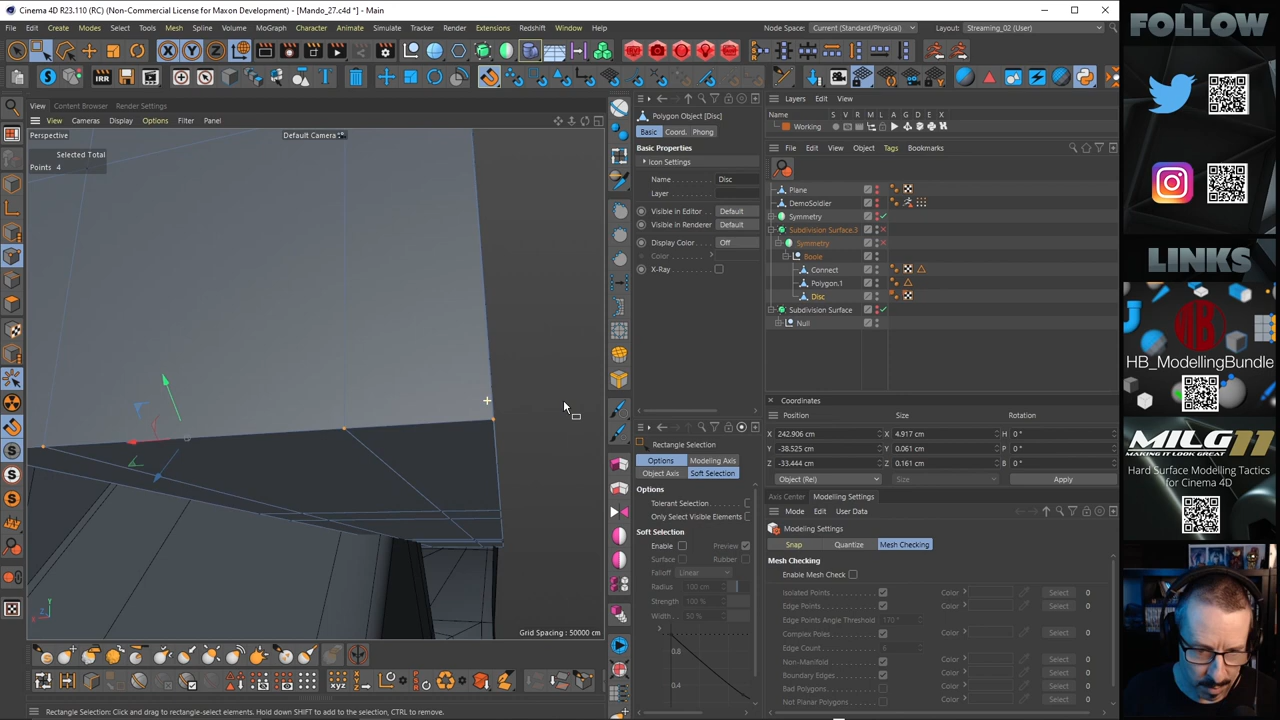 Cinema 4D R23.110 (RC) (Non-Commercial License for Maxon Development) - [Mando_27.c4d *] - Main
File Edit Create Modes Select Tools Mesh Spline Volume MoGraph Character Animate Simulate Tracker Render Extensions Redshift Window Help
Node Space: Current (Standard/Physical) Layout: Streaming_02 (User)
X Y Z
IRR
View Content Browser Render Settings
View Cameras Display Options Filter Panel
Perspective Default Camera
Selected Total
Points 4
Grid Spacing : 50000 cm
Polygon Object [Disc]
Basic Coord. Phong
Basic Properties
Icon Settings
Name Disc
Layer
Visible in Editor Default
Visible in Renderer Default
Display Color Off
Color
X-Ray
Rectangle Selection
Options Modeling Axis
Object Axis Soft Selection
Options
Tolerant Selection
Only Select Visible Elements
Soft Selection
Enable Preview
Surface Rubber
Falloff Linear
Radius 100 cm
Strength 100 %
Width 50 %
0.8
0.4
Layers Edit View
Name S V R M L A G D E X
Working
File Edit View Object Tags Bookmarks
Plane
DemoSoldier
Symmetry
Subdivision Surface.3
Symmetry
Boole
Connect
Polygon.1
Disc
Subdivision Surface
Null
Coordinates
Position Size Rotation
X 242.906 cm X 4.917 cm H 0 °
Y -38.525 cm Y 0.061 cm P 0 °
Z -33.444 cm Z 0.161 cm B 0 °
Object (Rel) Size Apply
Axis Center Modeling Settings
Mode Edit User Data
Modeling Settings
Snap Quantize Mesh Checking
Mesh Checking
Enable Mesh Check
Isolated Points Color Select 0
Edge Points Color Select 0
Edge Points Angle Threshold 170 °
Complex Poles Color Select 0
Edge Count 6
Non-Manifold Color Select 0
Boundary Edges Color Select 0
Bad Polygons Color Select 0
Not Planar Polygons Color Select 0
Rectangle Selection: Click and drag to rectangle-select elements. Hold down SHIFT to add to the selection, CTRL to remove.
FOLLOW
LINKS
HB_ModellingBundle
MILG11
MAKING IT LOOK GREAT
Hard Surface Modelling Tactics
for Cinema 4D